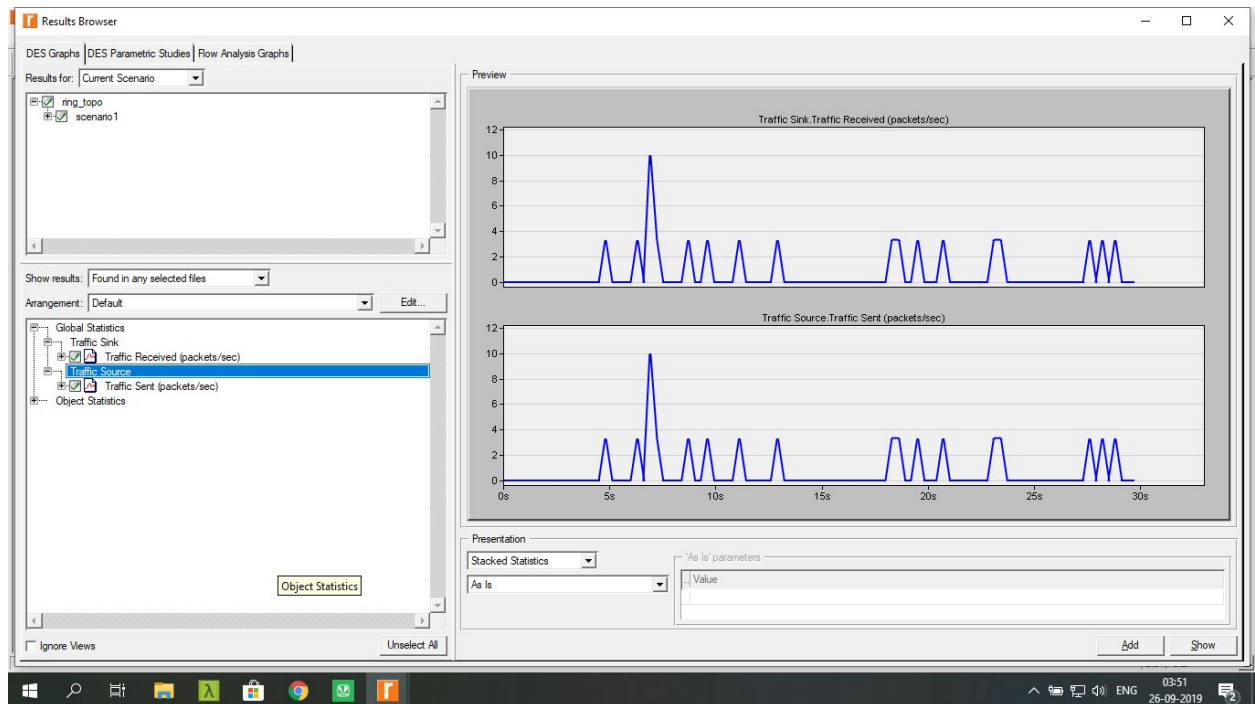 Results Browser
DES Graphs DES Parametric Studies Flow Analysis Graphs
Results for: Current Scenario
ring_topo
scenario1
Show results: Found in any selected files
Arrangement: Default Edit...
Global Statistics
Traffic Sink
Traffic Received (packets/sec)
Traffic Source
Traffic Sent (packets/sec)
Object Statistics
Object Statistics
Ignore Views Unselect All
Preview
Traffic Sink.Traffic Received (packets/sec)
12
10
8
6
4
2
0
Traffic Source.Traffic Sent (packets/sec)
12
10
8
6
4
2
0
0s 5s 10s 15s 20s 25s 30s
Presentation
Stacked Statistics
As Is
'As Is' parameters
... Value
Add Show
ENG
03:51
26-09-2019
2